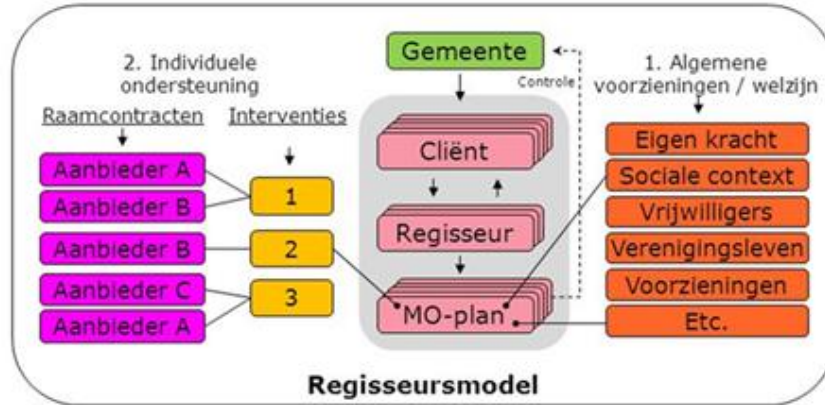 2. Individuele
ondersteuning
Raamcontracten
Interventies
Aanbieder A
Aanbieder B
Aanbieder B
Aanbieder C
Aanbieder A
1
2
3
Gemeente
Controle
Cliënt
Regisseur
MO-plan
1. Algemene
voorzieningen / welzijn
Eigen kracht
Sociale context
Vrijwilligers
Verenigingsleven
Voorzieningen
Etc.
Regisseursmodel